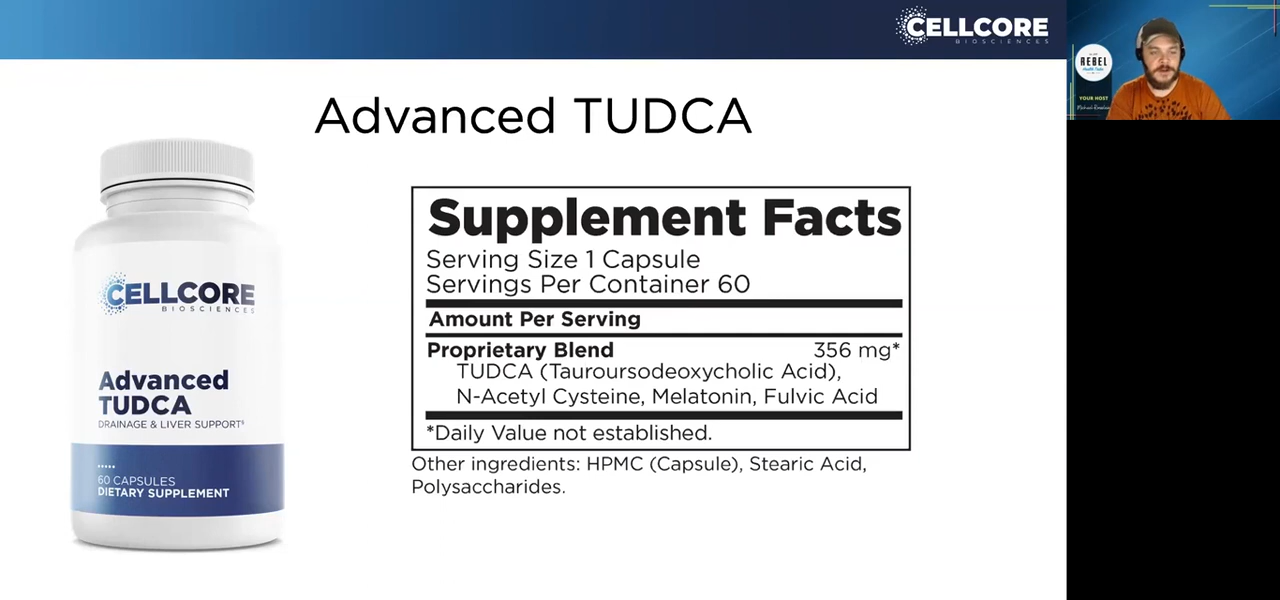 CELLCORE
BIOSCIENCES
REBEL
Health Tribe
YOUR HOST
Advanced TUDCA
CELLCORE
BIOSCIENCES
Advanced
TUDCA
DRAINAGE & LIVER SUPPORT
60 CAPSULES
DIETARY SUPPLEMENT
Supplement Facts
Serving Size 1 Capsule
Servings Per Container 60
Amount Per Serving
Proprietary Blend 356 mg*
TUDCA (Tauroursodeoxycholic Acid),
N-Acetyl Cysteine, Melatonin, Fulvic Acid
*Daily Value not established.
Other ingredients: HPMC (Capsule), Stearic Acid,
Polysaccharides.